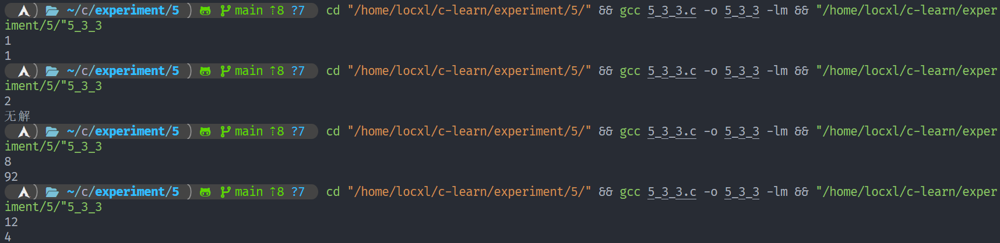 ) ~/c/experiment/5 ) main ⇡8 ?7 cd "/home/locxl/c-learn/experiment/5/" && gcc 5_3_3.c -o 5_3_3 -lm && "/home/locxl/c-learn/exper
iment/5/"5_3_3
1
1
) ~/c/experiment/5 ) main ⇡8 ?7 cd "/home/locxl/c-learn/experiment/5/" && gcc 5_3_3.c -o 5_3_3 -lm && "/home/locxl/c-learn/exper
iment/5/"5_3_3
2
无解
) ~/c/experiment/5 ) main ⇡8 ?7 cd "/home/locxl/c-learn/experiment/5/" && gcc 5_3_3.c -o 5_3_3 -lm && "/home/locxl/c-learn/exper
iment/5/"5_3_3
8
92
) ~/c/experiment/5 ) main ⇡8 ?7 cd "/home/locxl/c-learn/experiment/5/" && gcc 5_3_3.c -o 5_3_3 -lm && "/home/locxl/c-learn/exper
iment/5/"5_3_3
12
4